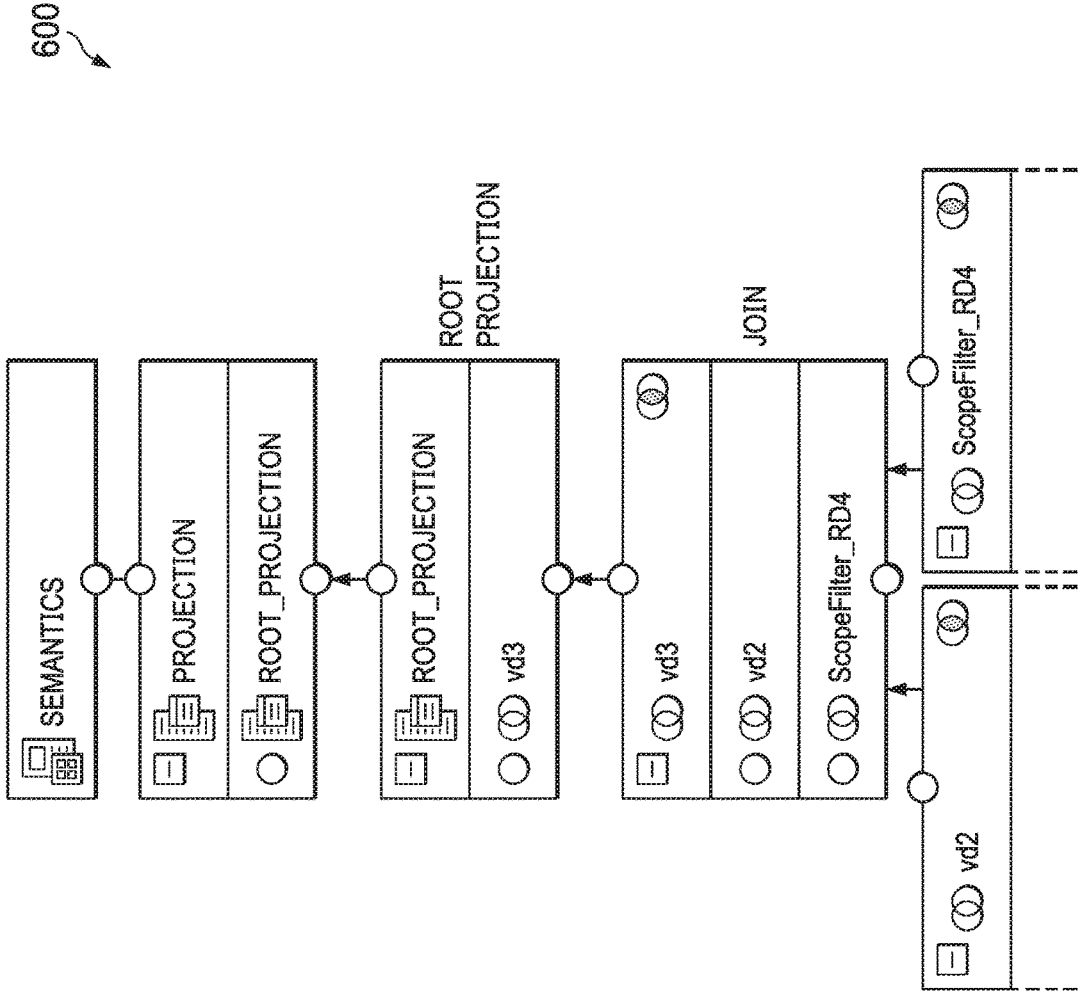 600
SEMANTICS
PROJECTION
ROOT_PROJECTION
ROOT_PROJECTION
vd3
ROOT
PROJECTION
vd3
vd2
ScopeFilter_RD4
JOIN
vd2
ScopeFilter_RD4